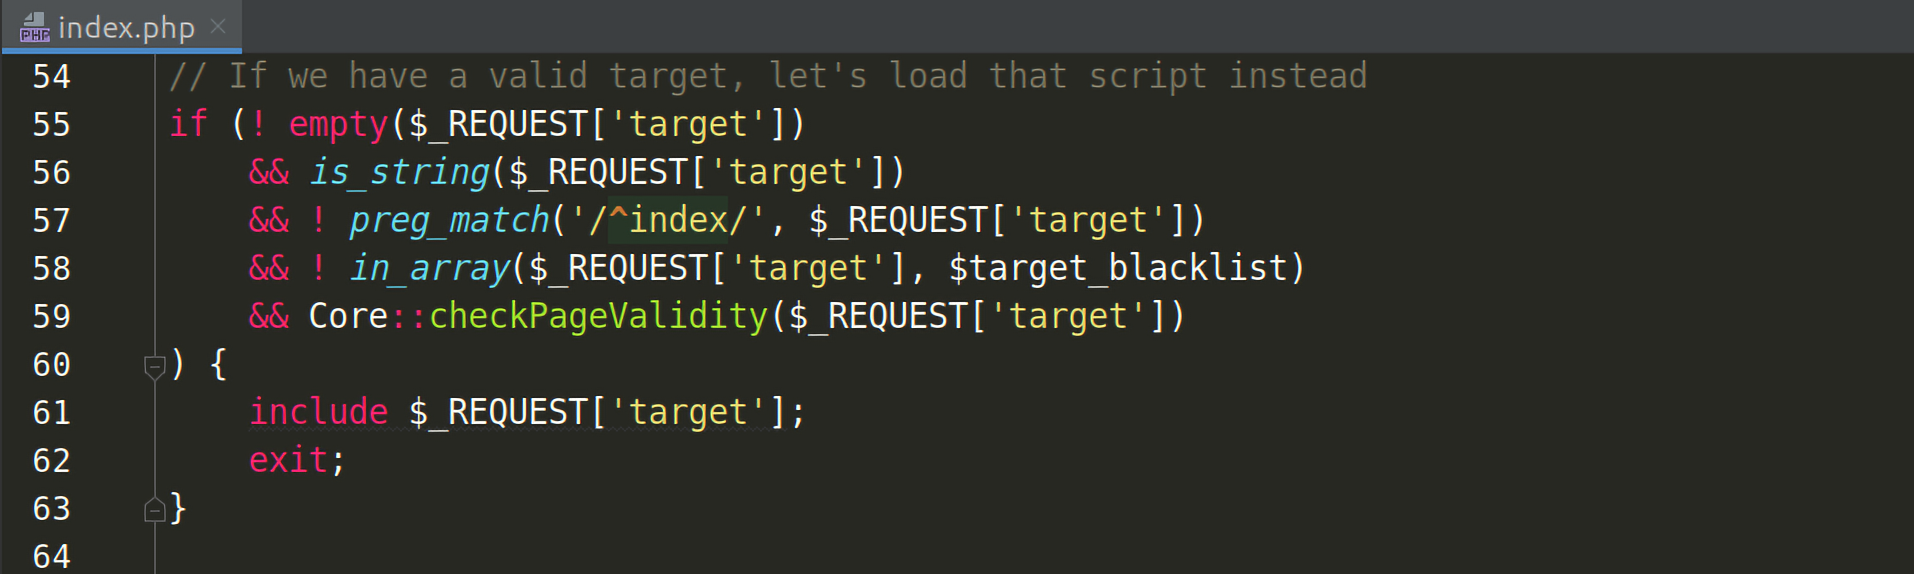 PHP index.php
54 // If we have a valid target, let's load that script instead
55 if (! empty($_REQUEST['target'])
56 && is_string($_REQUEST['target'])
57 && ! preg_match('/^index/', $_REQUEST['target'])
58 && ! in_array($_REQUEST['target'], $target_blacklist)
59 && Core::checkPageValidity($_REQUEST['target'])
60 ) {
61 include $_REQUEST['target'];
62 exit;
63 }
64